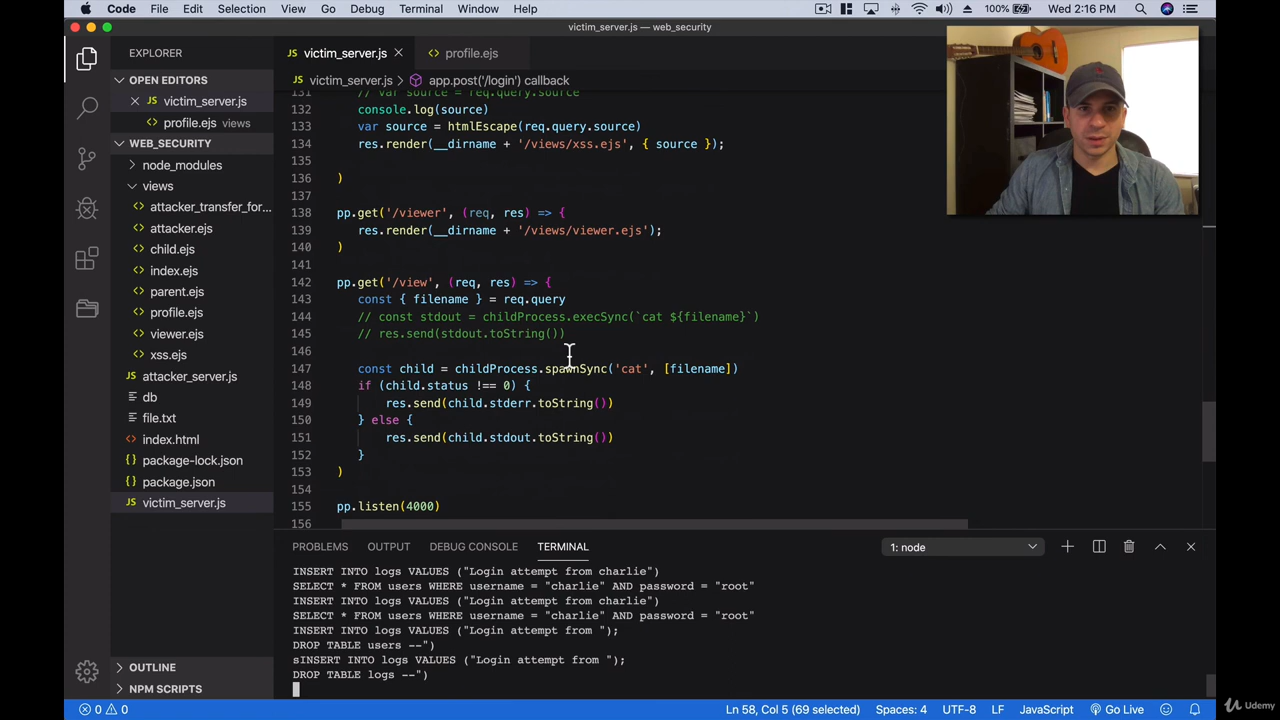 Code File Edit Selection View Go Debug Terminal Window Help 100% Wed 2:16 PM
victim_server.js — web_security
EXPLORER
victim_server.js
profile.ejs
OPEN EDITORS
victim_server.js
app.post('/login') callback
victim_server.js
profile.ejs views
WEB_SECURITY
node_modules
views
attacker_transfer_for...
attacker.ejs
child.ejs
index.ejs
parent.ejs
profile.ejs
viewer.ejs
xss.ejs
attacker_server.js
db
file.txt
index.html
package-lock.json
package.json
victim_server.js
OUTLINE
NPM SCRIPTS
131 // var source = req.query.source
132 console.log(source)
133 var source = htmlEscape(req.query.source)
134 res.render(__dirname + '/views/xss.ejs', { source });
135
136 )
137
138 pp.get('/viewer', (req, res) => {
139 res.render(__dirname + '/views/viewer.ejs');
140 )
141
142 pp.get('/view', (req, res) => {
143 const { filename } = req.query
144 // const stdout = childProcess.execSync(`cat ${filename}`)
145 // res.send(stdout.toString())
146
147 const child = childProcess.spawnSync('cat', [filename])
148 if (child.status !== 0) {
149 res.send(child.stderr.toString())
150 } else {
151 res.send(child.stdout.toString())
152 }
153 )
154
155 pp.listen(4000)
156
PROBLEMS OUTPUT DEBUG CONSOLE TERMINAL 1: node
INSERT INTO logs VALUES ("Login attempt from charlie")
SELECT * FROM users WHERE username = "charlie" AND password = "root"
INSERT INTO logs VALUES ("Login attempt from charlie")
SELECT * FROM users WHERE username = "charlie" AND password = "root"
INSERT INTO logs VALUES ("Login attempt from ");
DROP TABLE users --")
sINSERT INTO logs VALUES ("Login attempt from ");
DROP TABLE logs --")
0 0 Ln 58, Col 5 (69 selected) Spaces: 4 UTF-8 LF JavaScript Go Live
Udemy